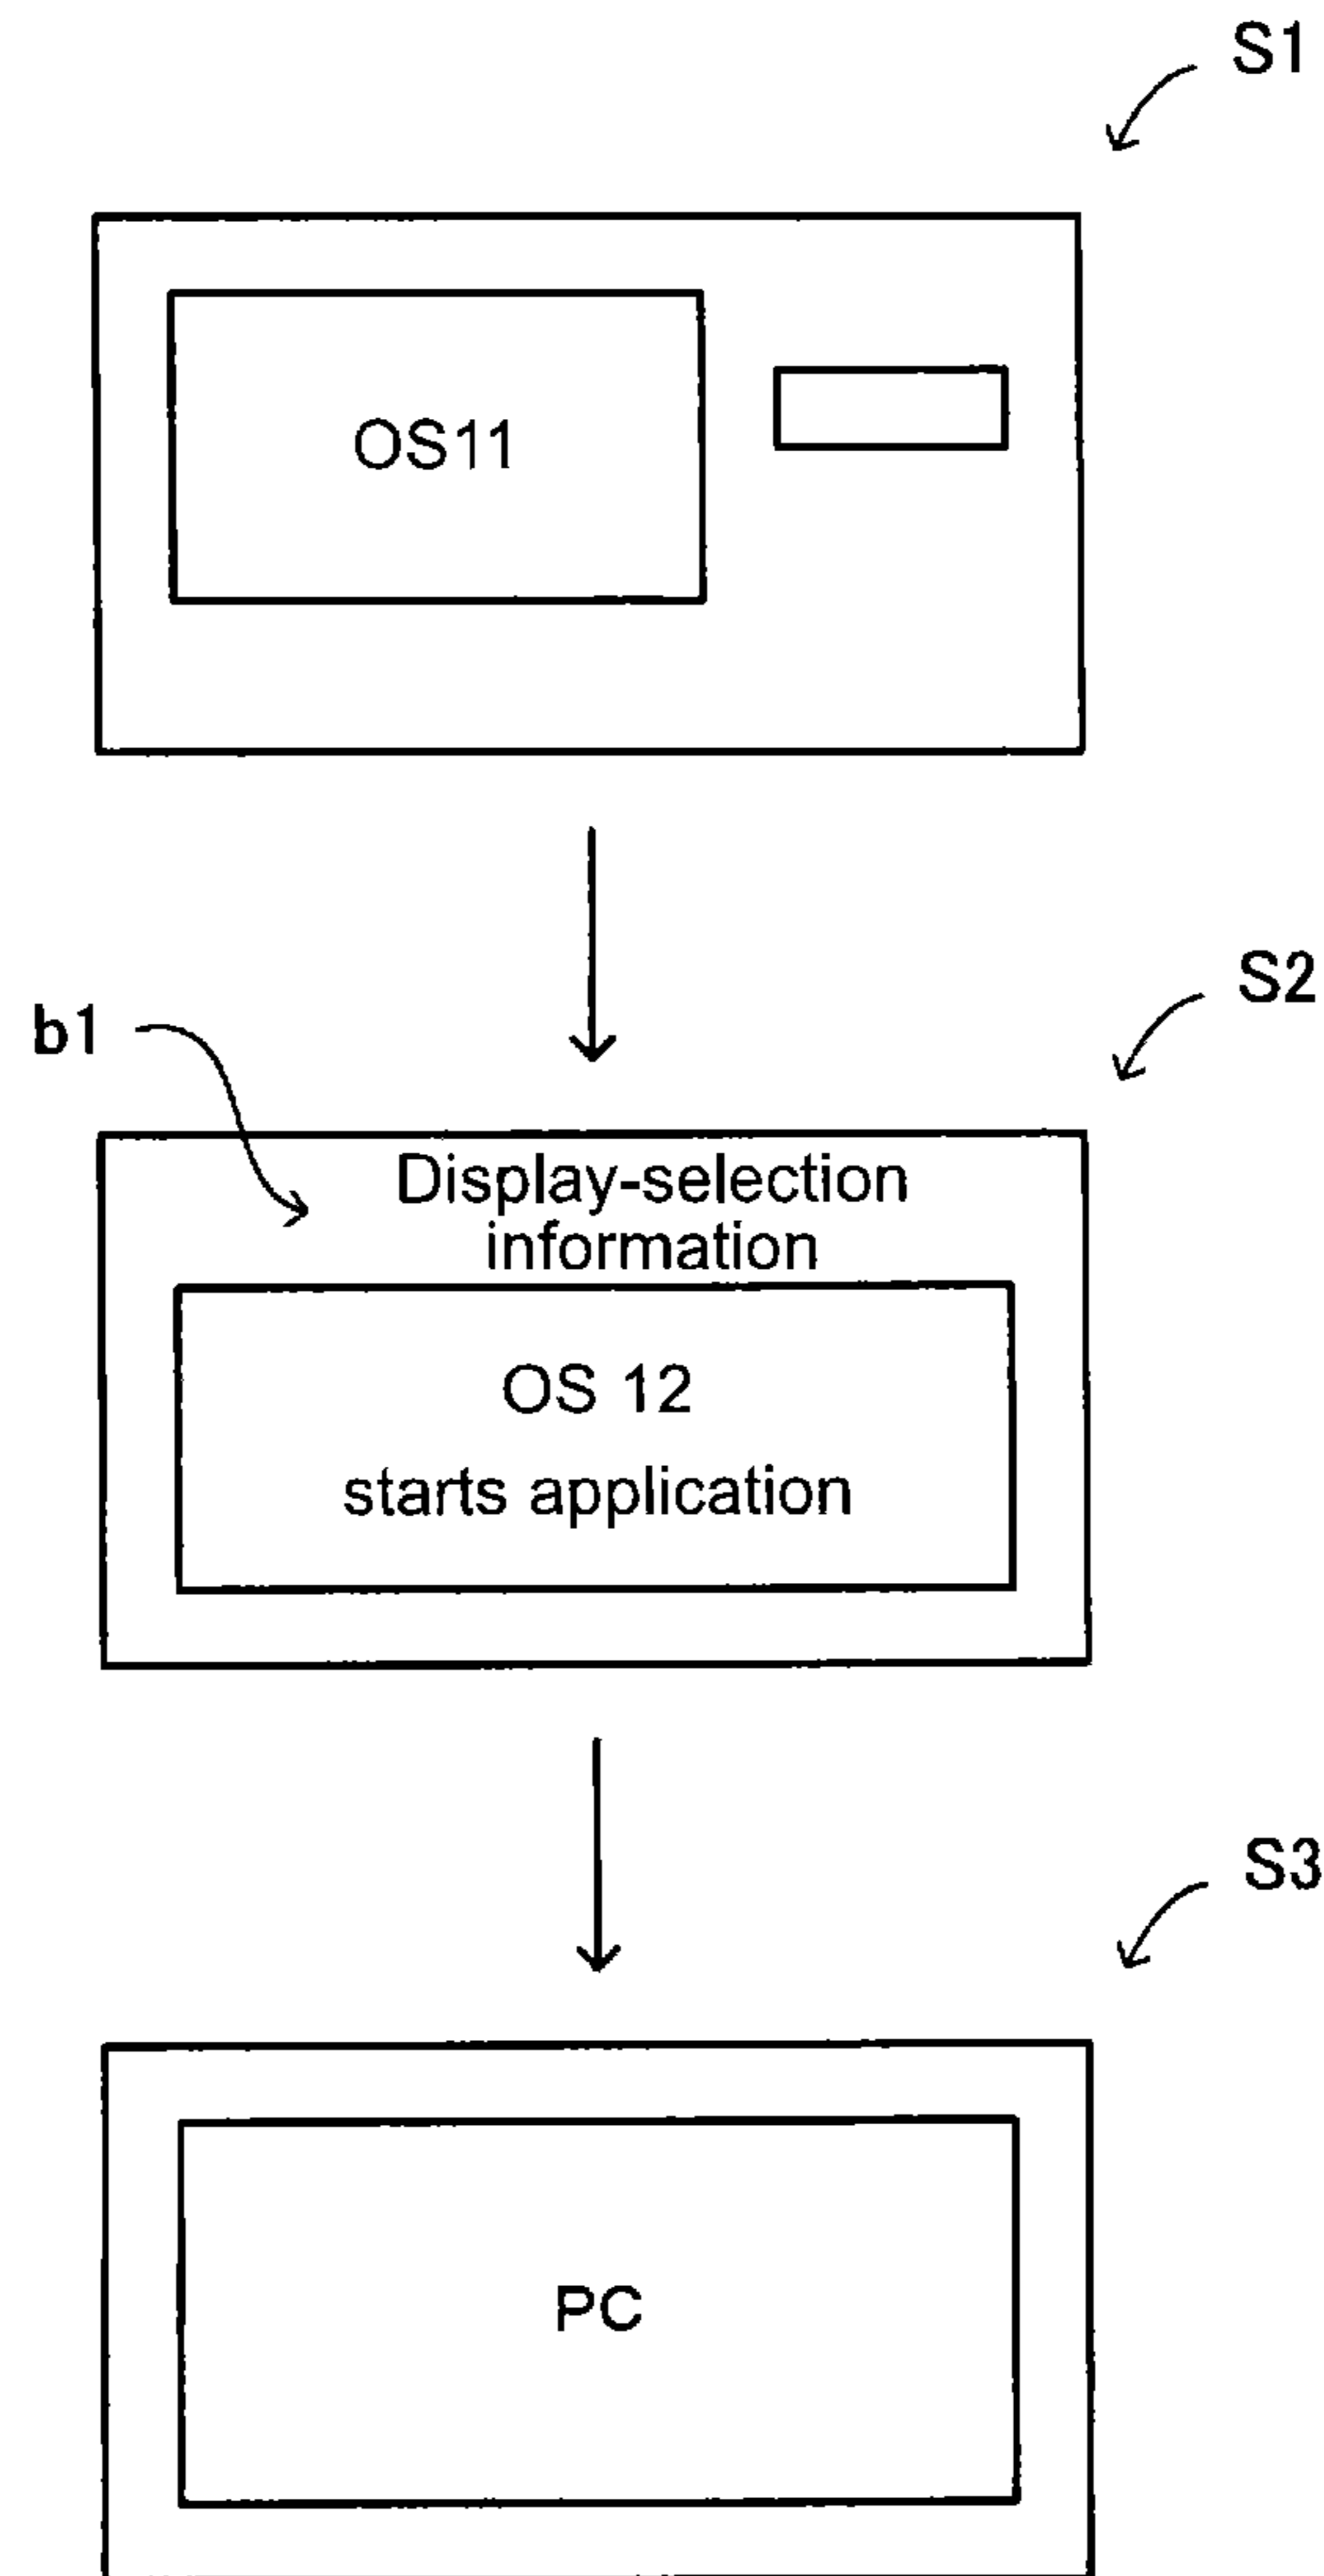 S1
OS11
S2
b1
Display-selection
information
OS 12
starts application
S3
PC